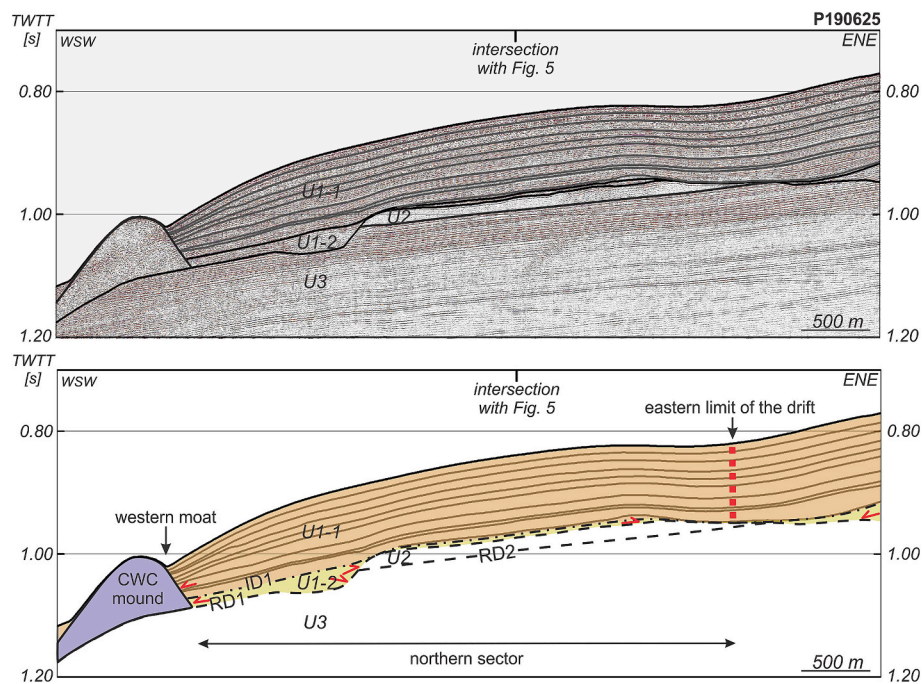 TWTT
[s]
P190625
WSW
ENE
intersection
with Fig. 5
0.80
0.80
U1-1
1.00
1.00
U2
U1-2
U3
1.20
1.20
500 m
TWTT
[s]
WSW
ENE
intersection
with Fig. 5
eastern limit of the drift
0.80
0.80
western moat
U1-1
1.00
1.00
CWC
mound
ID1
RD1
U1-2
U2
RD2
U3
northern sector
1.20
1.20
500 m